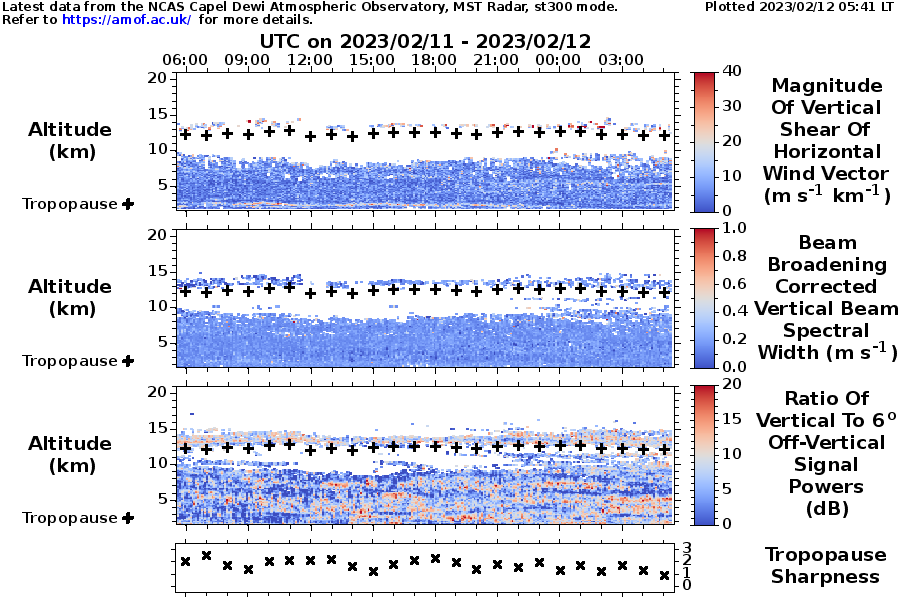 Latest data from the NCAS Capel Dewi Atmospheric Observatory, MST Radar, st300 mode.
Plotted 2023/02/12 05:41 LT
Refer to https://amof.ac.uk/ for more details.
UTC on 2023/02/11 - 2023/02/12
06:00 09:00 12:00 15:00 18:00 21:00 00:00 03:00
20
15
10
5
Altitude
(km)
Tropopause
40
30
20
10
0
Magnitude
Of Vertical
Shear Of
Horizontal
Wind Vector
(m s⁻¹ km⁻¹)
20
15
10
5
Altitude
(km)
Tropopause
1.0
0.8
0.6
0.4
0.2
0.0
Beam
Broadening
Corrected
Vertical Beam
Spectral
Width (m s⁻¹)
20
15
10
5
Altitude
(km)
Tropopause
20
15
10
5
0
Ratio Of
Vertical To 6°
Off-Vertical
Signal
Powers
(dB)
3
2
1
0
Tropopause
Sharpness